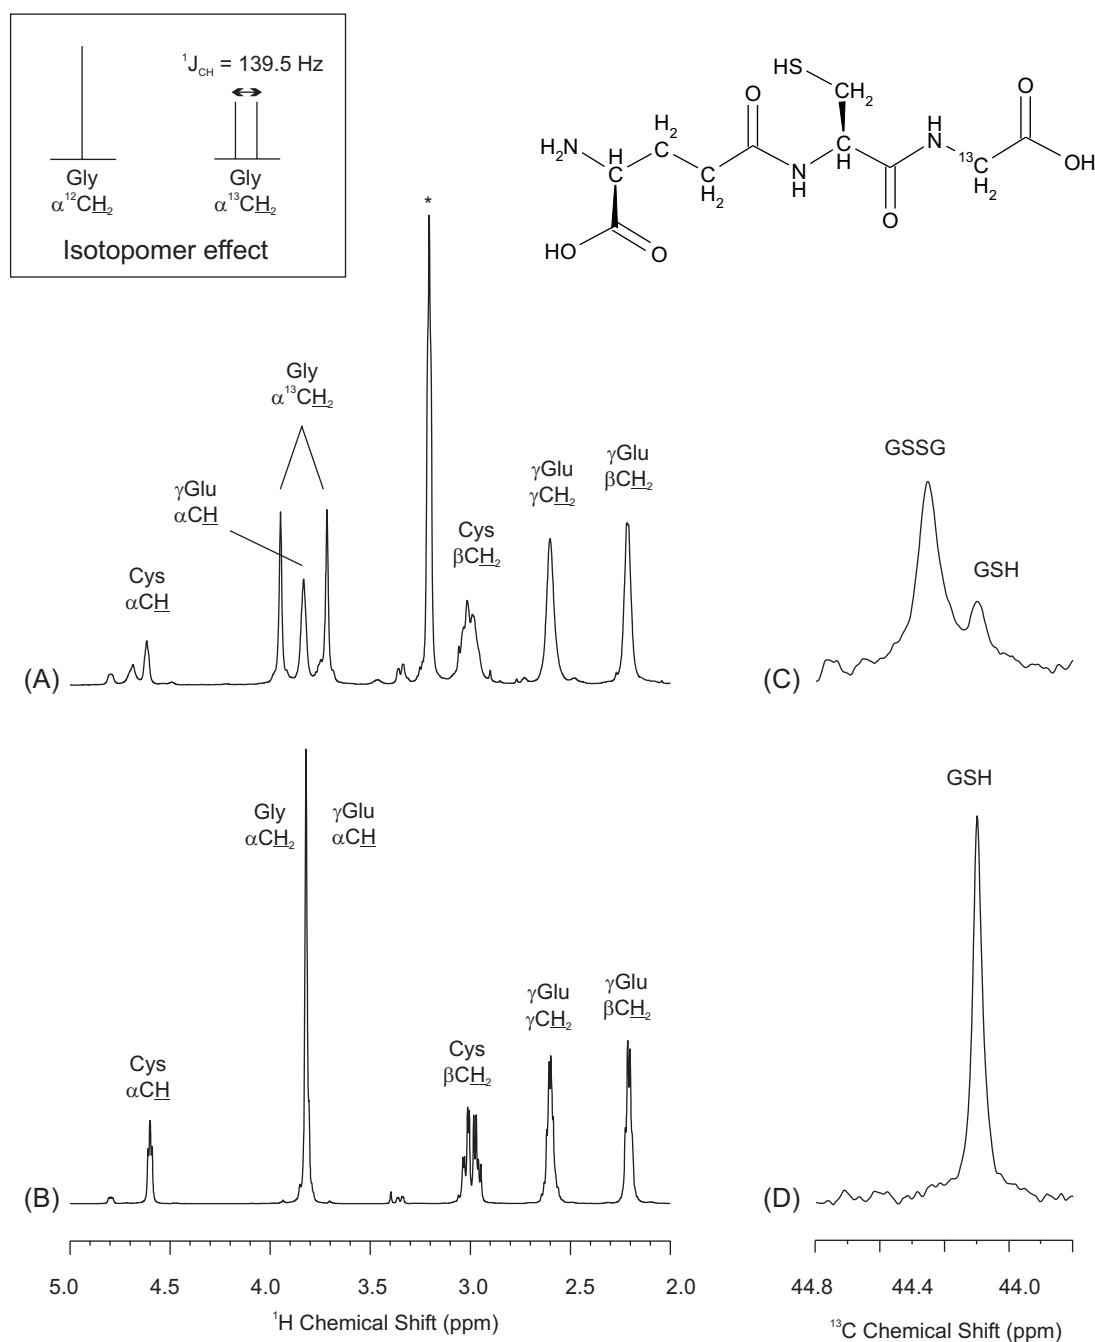 ¹J_CH = 139.5 Hz
Gly
α¹²CH₂
Gly
α¹³CH₂
Isotopomer effect
HS
CH₂
O
O
H₂
H
H₂N
H
C
N
¹³
OH
C
H
N
C
H₂
H
H₂
O
HO
O
*
Gly
α¹³CH₂
γGlu
αCH
Cys
αCH
Cys
βCH₂
γGlu
γCH₂
γGlu
βCH₂
(A)
GSSG
GSH
(C)
Gly
αCH₂
γGlu
αCH
Cys
αCH
Cys
βCH₂
γGlu
γCH₂
γGlu
βCH₂
(B)
GSH
(D)
5.0 4.5 4.0 3.5 3.0 2.5 2.0
¹H Chemical Shift (ppm)
44.8 44.4 44.0
¹³C Chemical Shift (ppm)